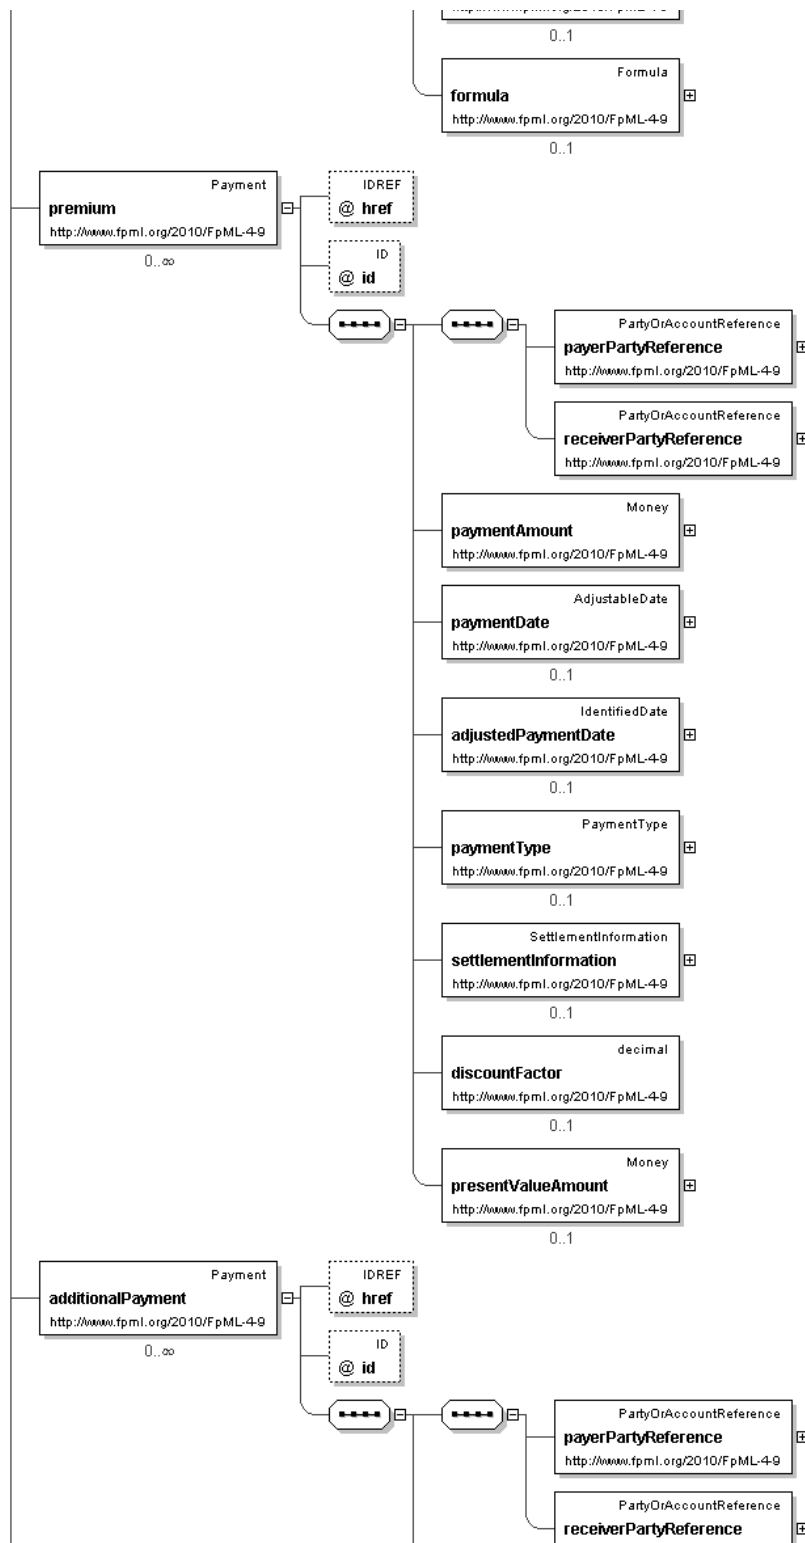 0..1
Formula
formula
http://www.fpml.org/2010/FpML-4-9
0..1
Payment
premium
http://www.fpml.org/2010/FpML-4-9
0..∞
IDREF
@ href
ID
@ id
PartyOrAccountReference
payerPartyReference
http://www.fpml.org/2010/FpML-4-9
PartyOrAccountReference
receiverPartyReference
http://www.fpml.org/2010/FpML-4-9
Money
paymentAmount
http://www.fpml.org/2010/FpML-4-9
AdjustableDate
paymentDate
http://www.fpml.org/2010/FpML-4-9
0..1
IdentifiedDate
adjustedPaymentDate
http://www.fpml.org/2010/FpML-4-9
0..1
PaymentType
paymentType
http://www.fpml.org/2010/FpML-4-9
0..1
SettlementInformation
settlementInformation
http://www.fpml.org/2010/FpML-4-9
0..1
decimal
discountFactor
http://www.fpml.org/2010/FpML-4-9
0..1
Money
presentValueAmount
http://www.fpml.org/2010/FpML-4-9
0..1
Payment
additionalPayment
http://www.fpml.org/2010/FpML-4-9
0..∞
IDREF
@ href
ID
@ id
PartyOrAccountReference
payerPartyReference
http://www.fpml.org/2010/FpML-4-9
PartyOrAccountReference
receiverPartyReference